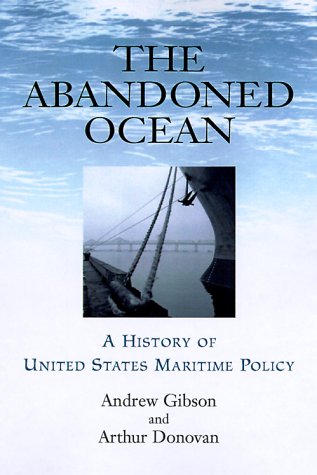 THE
ABANDONED
OCEAN
A HISTORY OF
UNITED STATES MARITIME POLICY
Andrew Gibson
and
Arthur Donovan